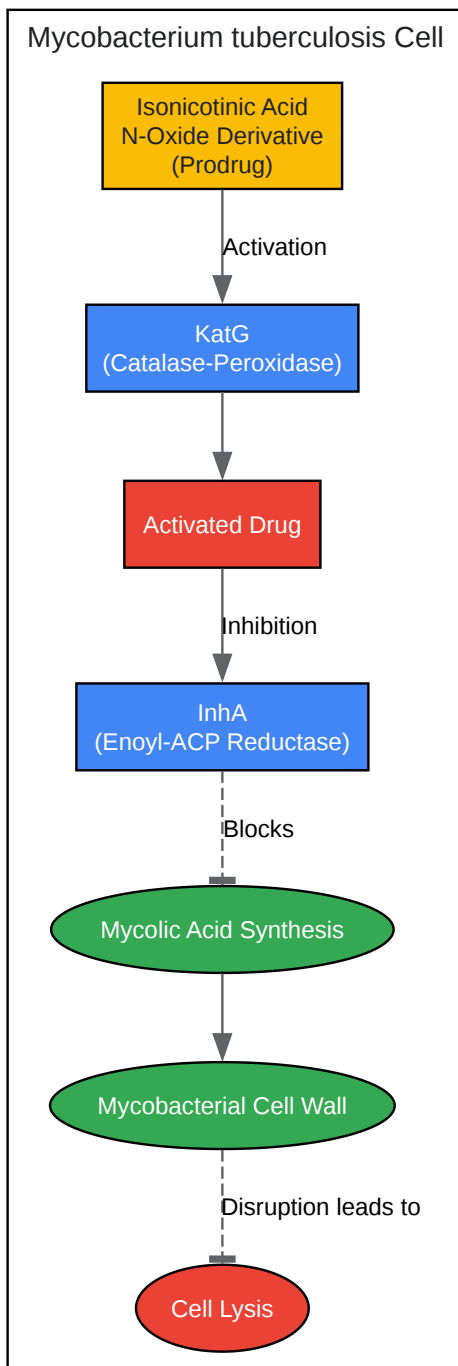 Mycobacterium tuberculosis Cell
Isonicotinic Acid
N-Oxide Derivative
(Prodrug)
Activation
KatG
(Catalase-Peroxidase)
Activated Drug
Inhibition
InhA
(Enoyl-ACP Reductase)
Blocks
Mycolic Acid Synthesis
Mycobacterial Cell Wall
Disruption leads to
Cell Lysis